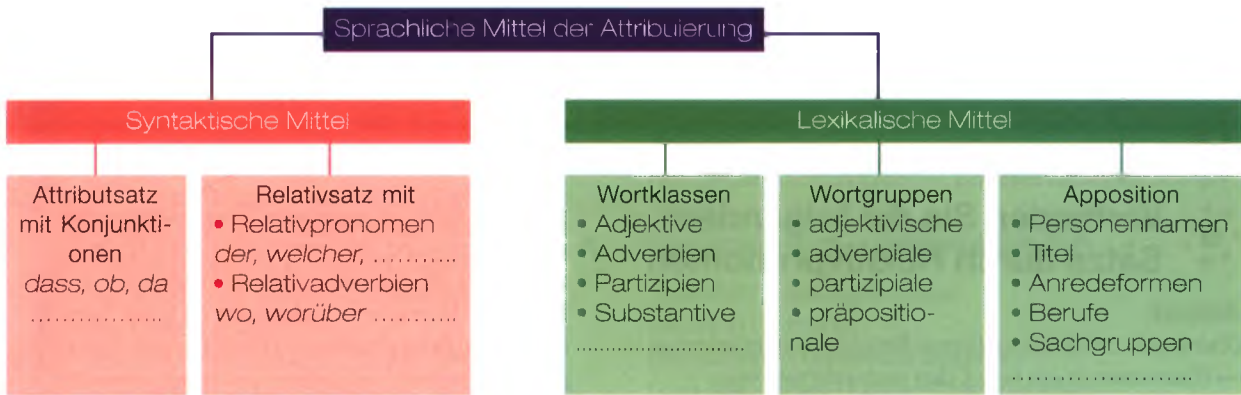 Sprachliche Mittel der Attribuierung
Syntaktische Mittel
Attributsatz
mit Konjunkti-
onen
dass, ob, da
..................
Relativsatz mit
• Relativpronomen
der, welcher, ...........
• Relativadverbien
wo, worüber ...........
Lexikalische Mittel
Wortklassen
• Adjektive
• Adverbien
• Partizipien
• Substantive
..............................
Wortgruppen
• adjektivische
• adverbiale
• partizipiale
• präpositio-
nale
Apposition
• Personennamen
• Titel
• Anredeformen
• Berufe
• Sachgruppen
.........................